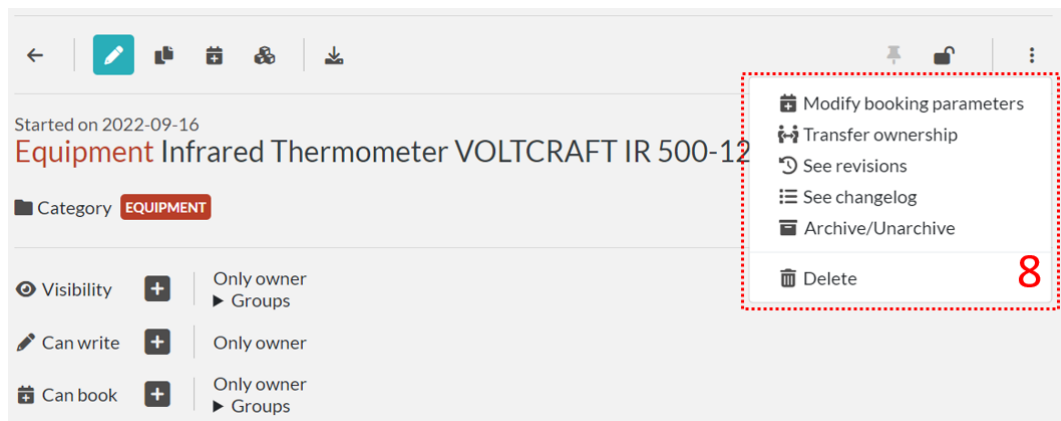 Modify booking parameters
Transfer ownership
See revisions
See changelog
Archive/Unarchive
Delete
8
Started on 2022-09-16
Equipment Infrared Thermometer VOLTCRAFT IR 500-12
Category EQUIPMENT
Visibility
Only owner
Groups
Can write
Only owner
Can book
Only owner
Groups